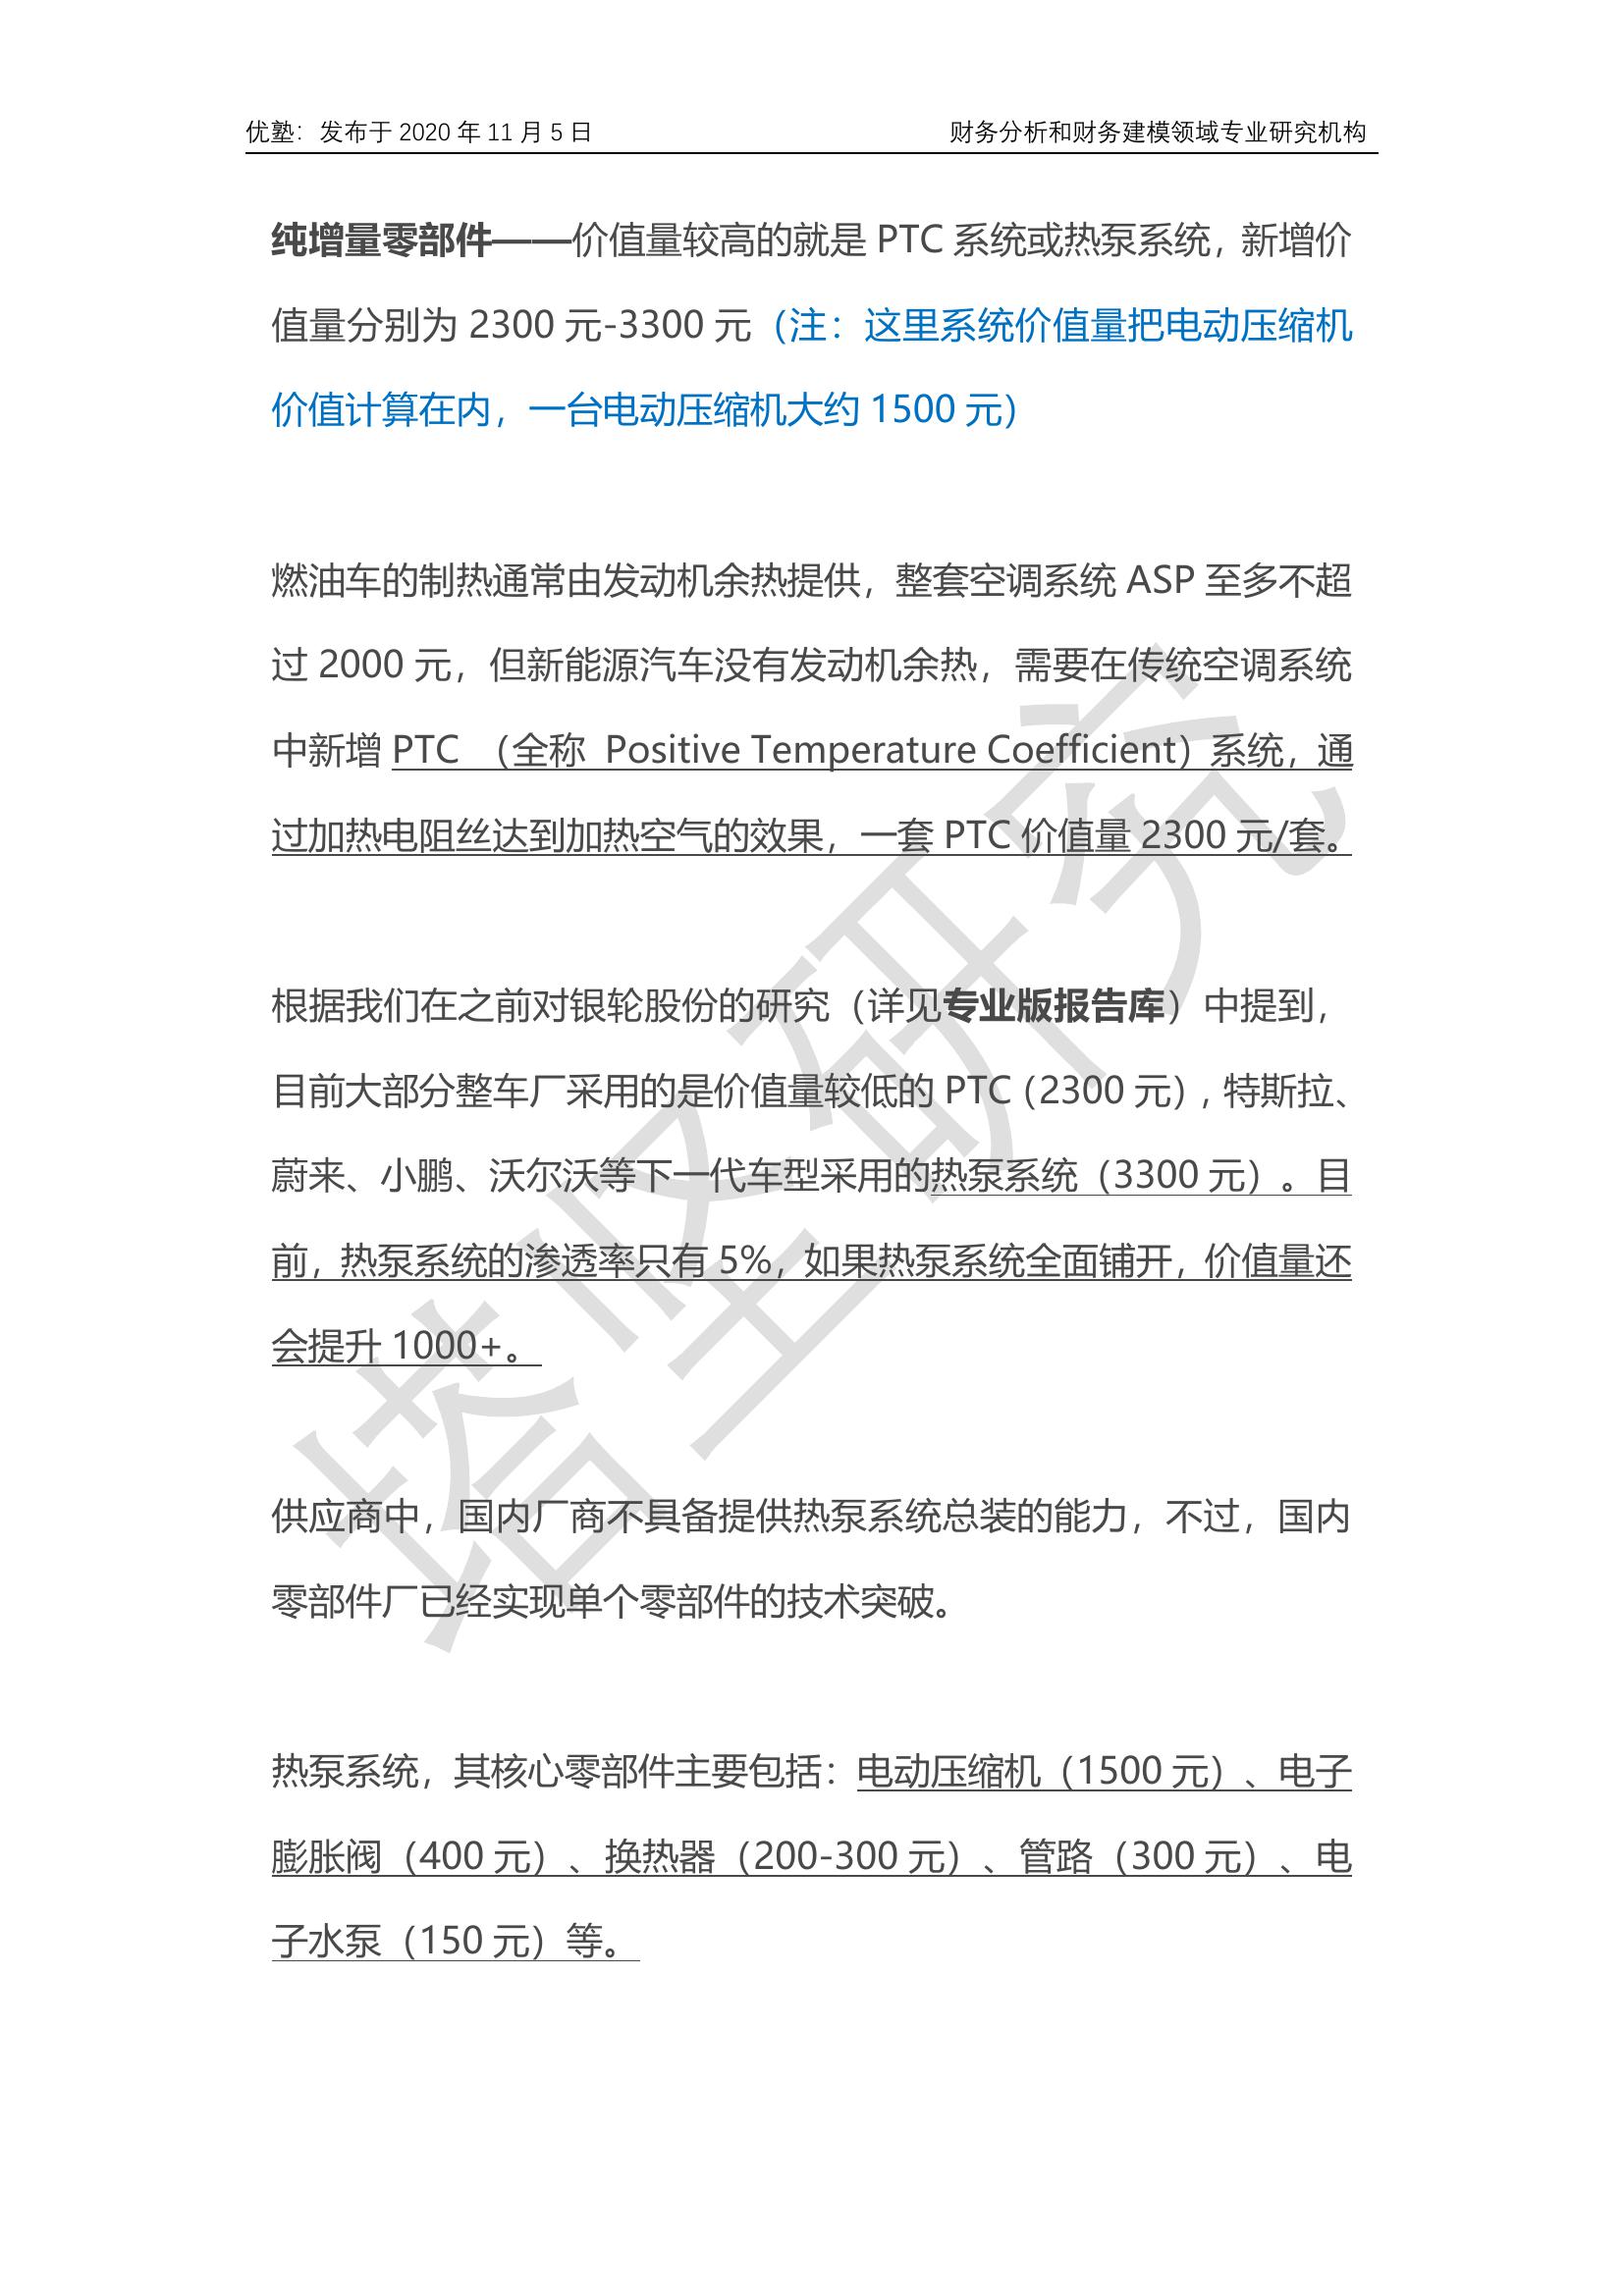 优塾：发布于 2020 年 11 月 5 日 财务分析和财务建模领域专业研究机构
纯增量零部件——价值量较高的就是 PTC 系统或热泵系统，新增价
值量分别为 2300 元-3300 元（注：这里系统价值量把电动压缩机
价值计算在内，一台电动压缩机大约 1500 元）
燃油车的制热通常由发动机余热提供，整套空调系统 ASP 至多不超
过 2000 元，但新能源汽车没有发动机余热，需要在传统空调系统
中新增 PTC （全称 Positive Temperature Coefficient）系统，通
过加热电阻丝达到加热空气的效果，一套 PTC 价值量 2300 元/套。
根据我们在之前对银轮股份的研究（详见专业版报告库）中提到，
目前大部分整车厂采用的是价值量较低的 PTC（2300 元），特斯拉、
蔚来、小鹏、沃尔沃等下一代车型采用的热泵系统（3300 元）。目
前，热泵系统的渗透率只有 5%，如果热泵系统全面铺开，价值量还
会提升 1000+。
供应商中，国内厂商不具备提供热泵系统总装的能力，不过，国内
零部件厂已经实现单个零部件的技术突破。
热泵系统，其核心零部件主要包括：电动压缩机（1500 元）、电子
膨胀阀（400 元）、换热器（200-300 元）、管路（300 元）、电
子水泵（150 元）等。
塔坚研究